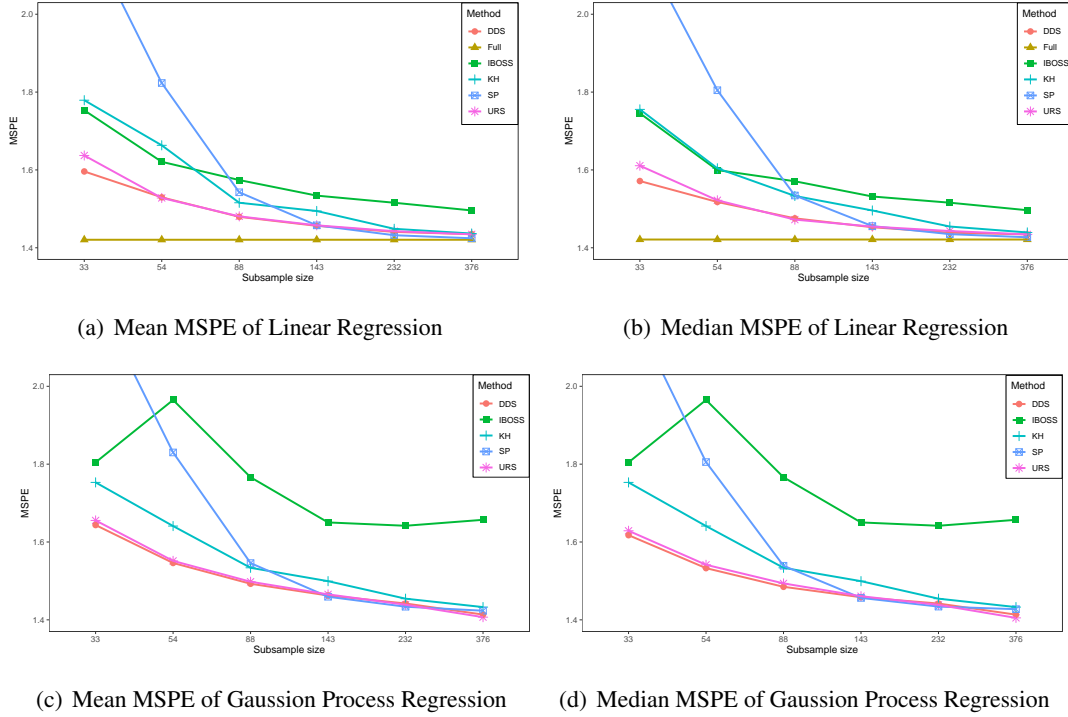 2.0
1.8
1.6
1.4
MSPE
33
54
88
143
232
376
Subsample size
Method
DDS
Full
IBOSS
KH
SP
URS
(a) Mean MSPE of Linear Regression
2.0
1.8
1.6
1.4
MSPE
33
54
88
143
232
376
Subsample size
Method
DDS
Full
IBOSS
KH
SP
URS
(b) Median MSPE of Linear Regression
2.0
1.8
1.6
1.4
MSPE
33
54
88
143
232
376
Subsample size
Method
DDS
IBOSS
KH
SP
URS
(c) Mean MSPE of Gaussion Process Regression
2.0
1.8
1.6
1.4
MSPE
33
54
88
143
232
376
Subsample size
Method
DDS
IBOSS
KH
SP
URS
(d) Median MSPE of Gaussion Process Regression